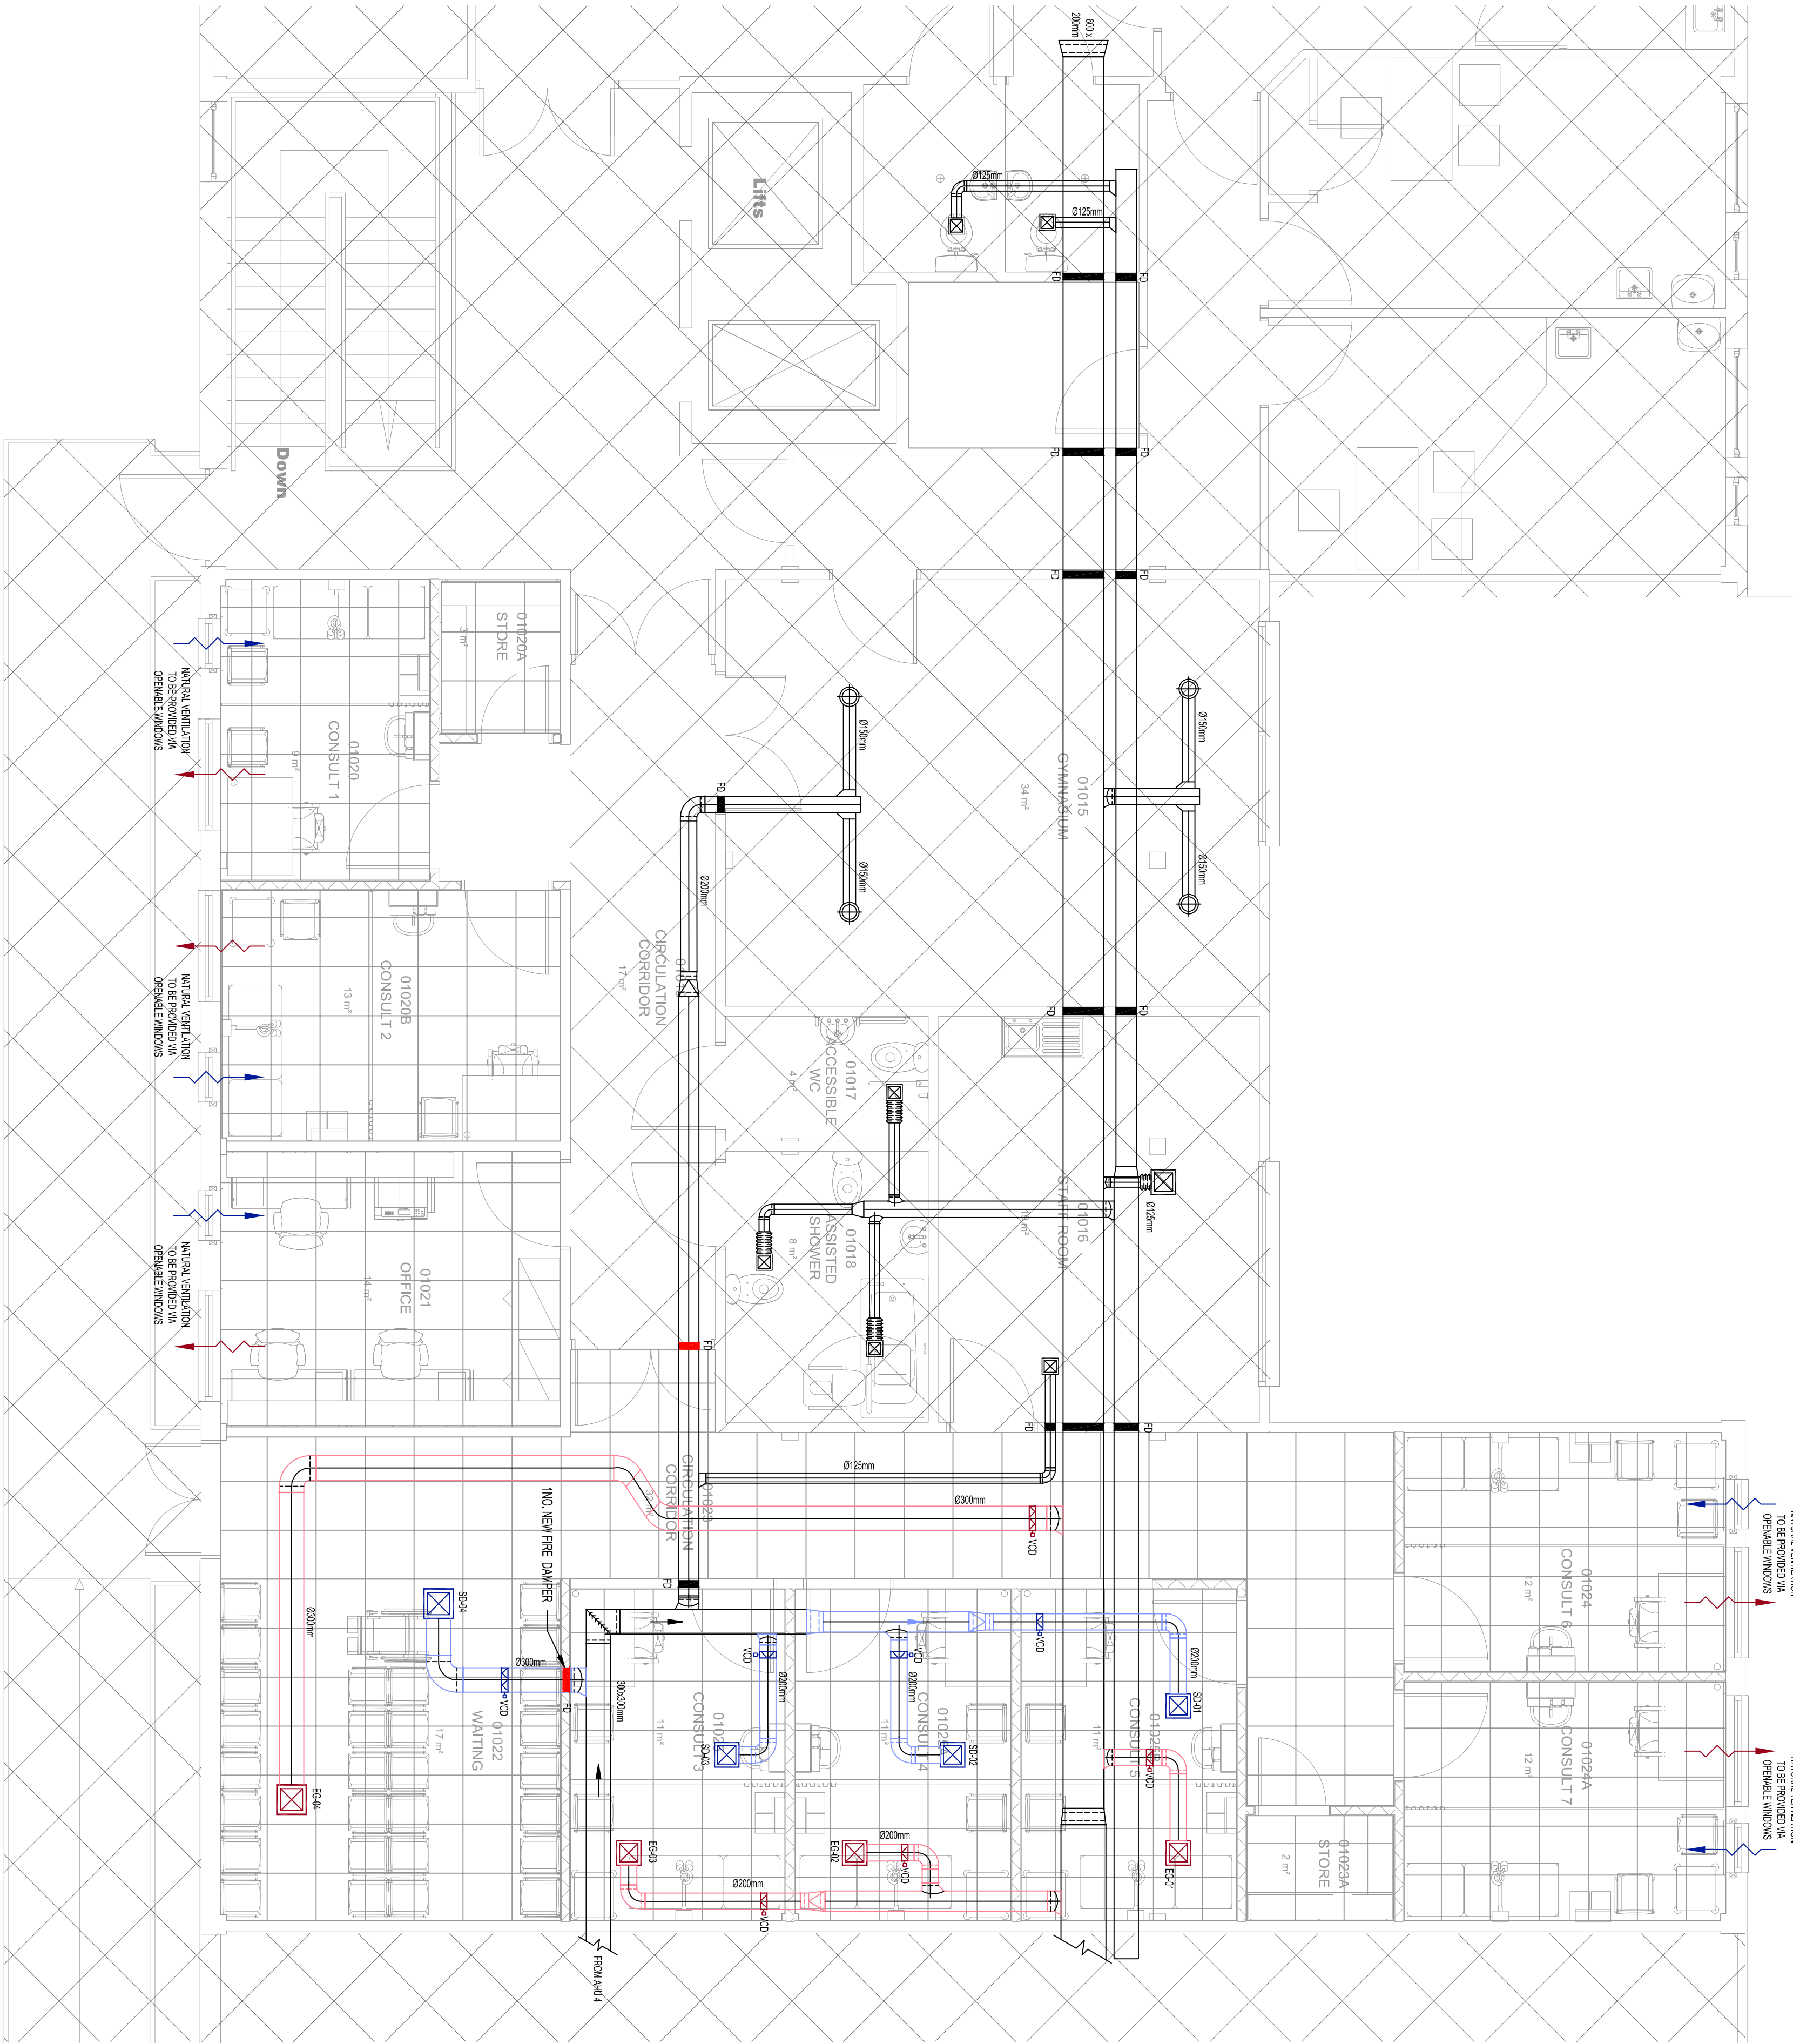 600 x
200mm
Ø125mm
Ø125mm
Lifts
FD
FD
FD
FD
Down
FD
FD
01020A
STORE
3 m²
NATURAL VENTILATION
TO BE PROVIDED VIA
OPENABLE WINDOWS
01020
CONSULT 1
9 m²
Ø150mm
Ø150mm
FD
01015
GYMNASIUM
34 m²
Ø150mm
Ø150mm
Ø200mm
CIRCULATION
CORRIDOR
17 m²
01020B
CONSULT 2
13 m²
NATURAL VENTILATION
TO BE PROVIDED VIA
OPENABLE WINDOWS
FD
FD
01017
ACCESSIBLE
WC
4 m²
01016
STAFF ROOM
Ø125mm
01018
ASSISTED
SHOWER
8 m²
01021
OFFICE
14 m²
NATURAL VENTILATION
TO BE PROVIDED VIA
OPENABLE WINDOWS
FD
FD
FD
Ø125mm
01023
CIRCULATION
CORRIDOR
32 m²
Ø300mm
VCD
1NO. NEW FIRE DAMPER
FD
TO BE PROVIDED VIA
OPENABLE WINDOWS
01024
CONSULT 6
12 m²
Ø300mm
SD-04
Ø300mm
VCD
FD
300x300mm
VCD
Ø200mm
VCD
Ø200mm
VCD
Ø200mm
SD-01
01022
WAITING
17 m²
CONSULT 3
11 m²
SD-03
CONSULT 4
11 m²
SD-02
CONSULT 5
11 m²
VCD
01024A
CONSULT 7
12 m²
TO BE PROVIDED VIA
OPENABLE WINDOWS
EG-04
EG-03
Ø200mm
EG-02
VCD
EG-01
Ø200mm
VCD
01023A
STORE
2 m²
FROM AHU 4